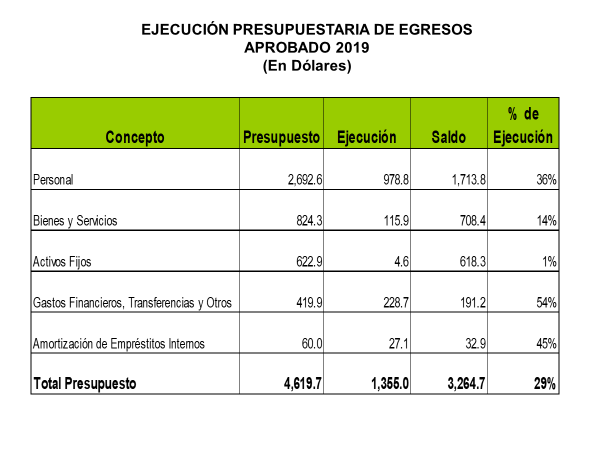 EJECUCIÓN PRESUPUESTARIA DE EGRESOS
APROBADO 2019
(En Dólares)
Concepto Presupuesto Ejecución Saldo % de Ejecución
Personal 2,692.6 978.8 1,713.8 36%
Bienes y Servicios 824.3 115.9 708.4 14%
Activos Fijos 622.9 4.6 618.3 1%
Gastos Financieros, Transferencias y Otros 419.9 228.7 191.2 54%
Amortización de Empréstitos Internos 60.0 27.1 32.9 45%
Total Presupuesto 4,619.7 1,355.0 3,264.7 29%